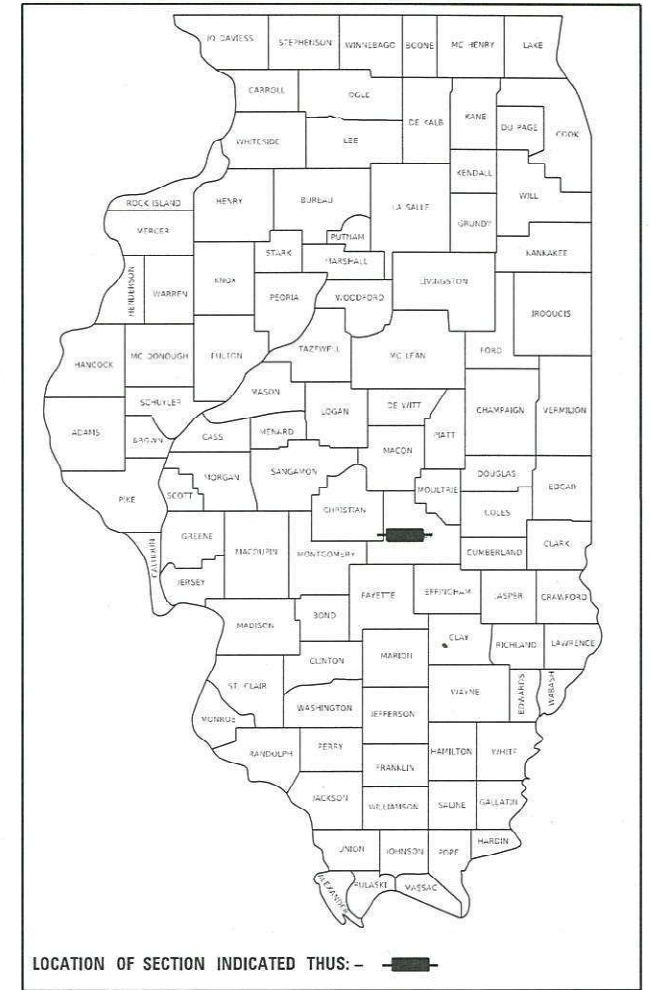 JO DAVIESS
STEPHENSON
WINNEBAGO
BOONE
MC HENRY
LAKE
CARROLL
OGLE
DE KALB
KANE
DU PAGE
COOK
WHITESIDE
LEE
KENDALL
WILL
ROCK ISLAND
HENRY
BUREAU
LA SALLE
GRUNDY
MERCER
PUTNAM
STARK
MARSHALL
KANKAKEE
HENDERSON
WARREN
KNOX
PEORIA
WOODFORD
LIVINGSTON
IROQUOIS
HANCOCK
MC DONOUGH
FULTON
TAZEWELL
MC LEAN
FORD
MASON
SCHUYLER
LOGAN
DE WITT
CHAMPAIGN
VERMILION
ADAMS
BROWN
CASS
MENARD
MACON
PIATT
SANGAMON
MORGAN
SCOTT
DOUGLAS
EDGAR
MOULTRIE
PIKE
CHRISTIAN
COLES
GREENE
MACOUPIN
MONTGOMERY
CALHOUN
CUMBERLAND
CLARK
JERSEY
FAYETTE
EFFINGHAM
JASPER
CRAWFORD
MADISON
BOND
CLAY
RICHLAND
LAWRENCE
MARION
CLINTON
ST. CLAIR
WASHINGTON
WAYNE
EDWARDS
WABASH
MONROE
JEFFERSON
RANDOLPH
PERRY
HAMILTON
WHITE
FRANKLIN
JACKSON
WILLIAMSON
SALINE
GALLATIN
UNION
JOHNSON
POPE
HARDIN
ALEXANDER
PULASKI
MASSAC
LOCATION OF SECTION INDICATED THUS: –